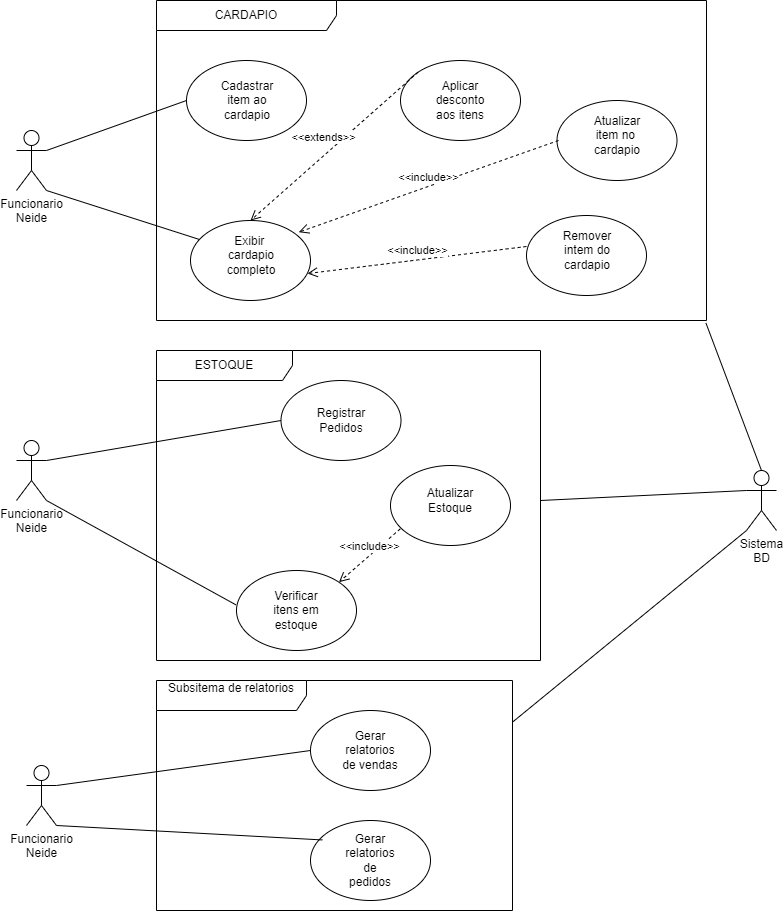 CARDAPIO
Cadastrar
item ao
cardapio
Aplicar
desconto
aos itens
Atualizar
item no
cardapio
<<extends>>
<<include>>
Funcionario
Neide
Exibir
cardapio
completo
<<include>>
Remover
intem do
cardapio
ESTOQUE
Registrar
Pedidos
Atualizar
Estoque
Funcionario
Neide
<<include>>
Sistema
BD
Verificar
itens em
estoque
Subsitema de relatorios
Gerar
relatorios
de vendas
Funcionario
Neide
Gerar
relatorios
de
pedidos